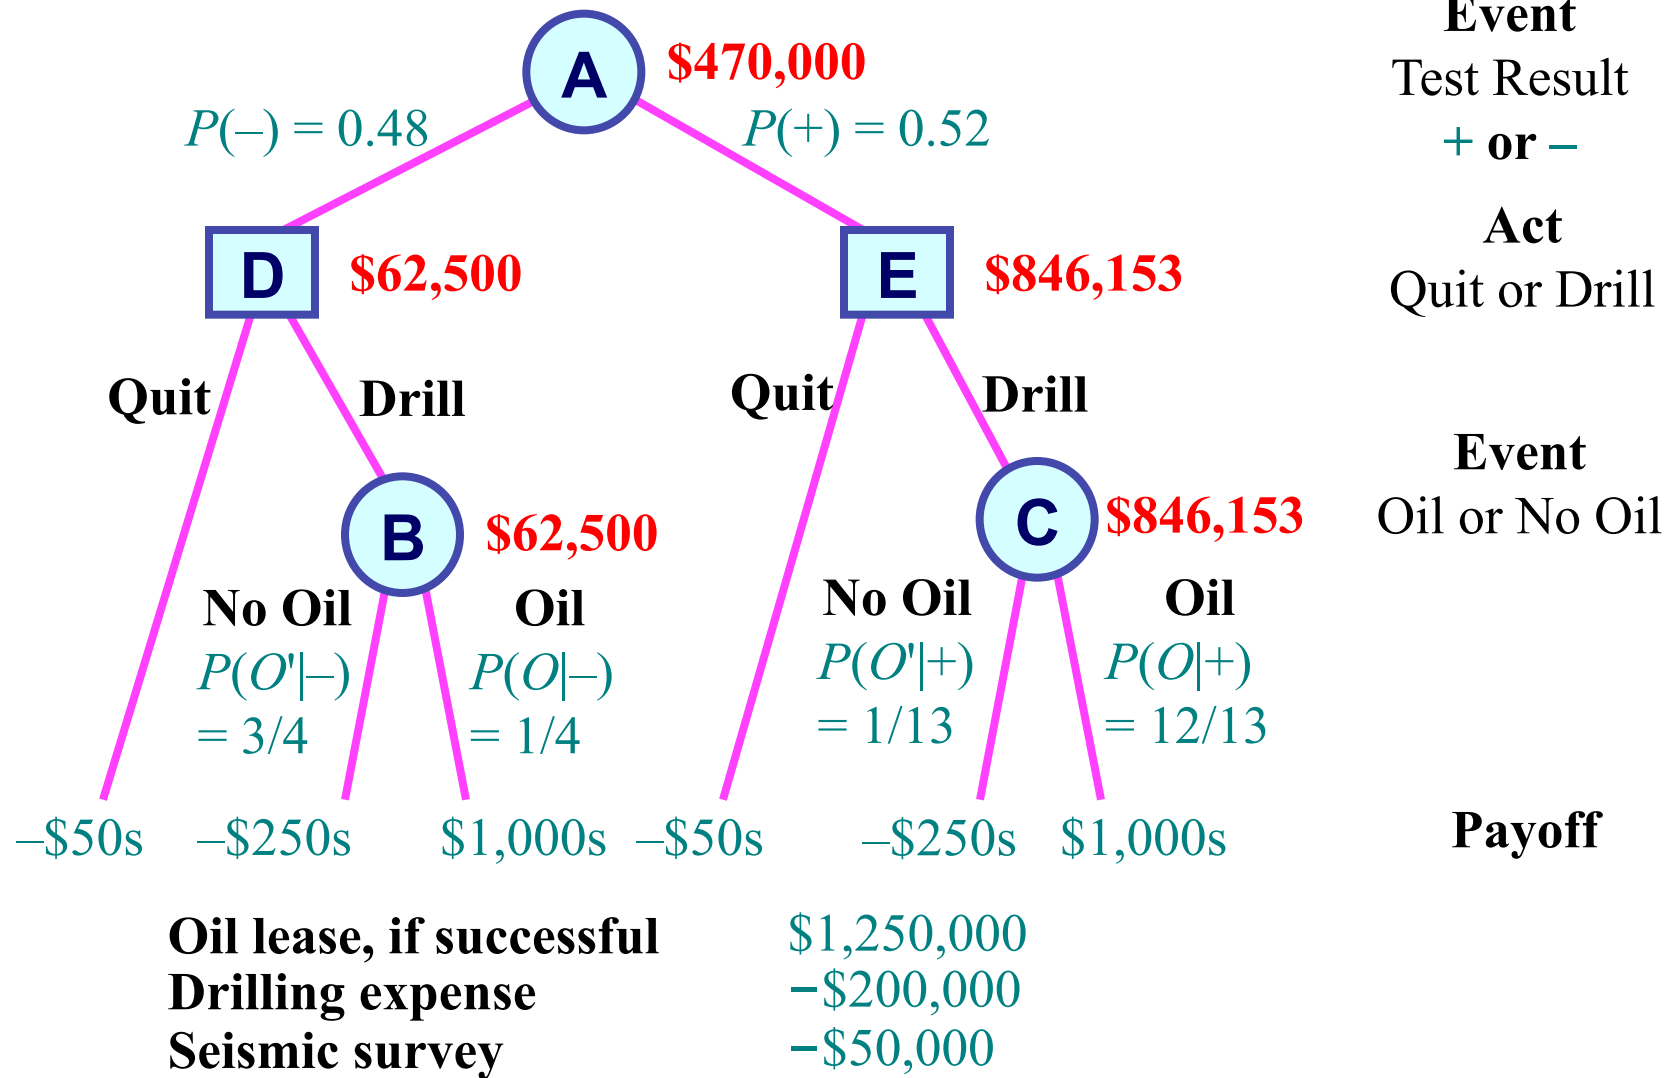 Event
A $470,000
Test Result
P(–) = 0.48 P(+) = 0.52
+ or –
Act
D $62,500 E $846,153
Quit or Drill
Quit Drill Quit Drill
Event
B $62,500 C $846,153
Oil or No Oil
No Oil Oil No Oil Oil
P(O'|–) P(O|–) P(O'|+) P(O|+)
= 3/4 = 1/4 = 1/13 = 12/13
–$50s –$250s $1,000s –$50s –$250s $1,000s Payoff
Oil lease, if successful $1,250,000
Drilling expense –$200,000
Seismic survey –$50,000